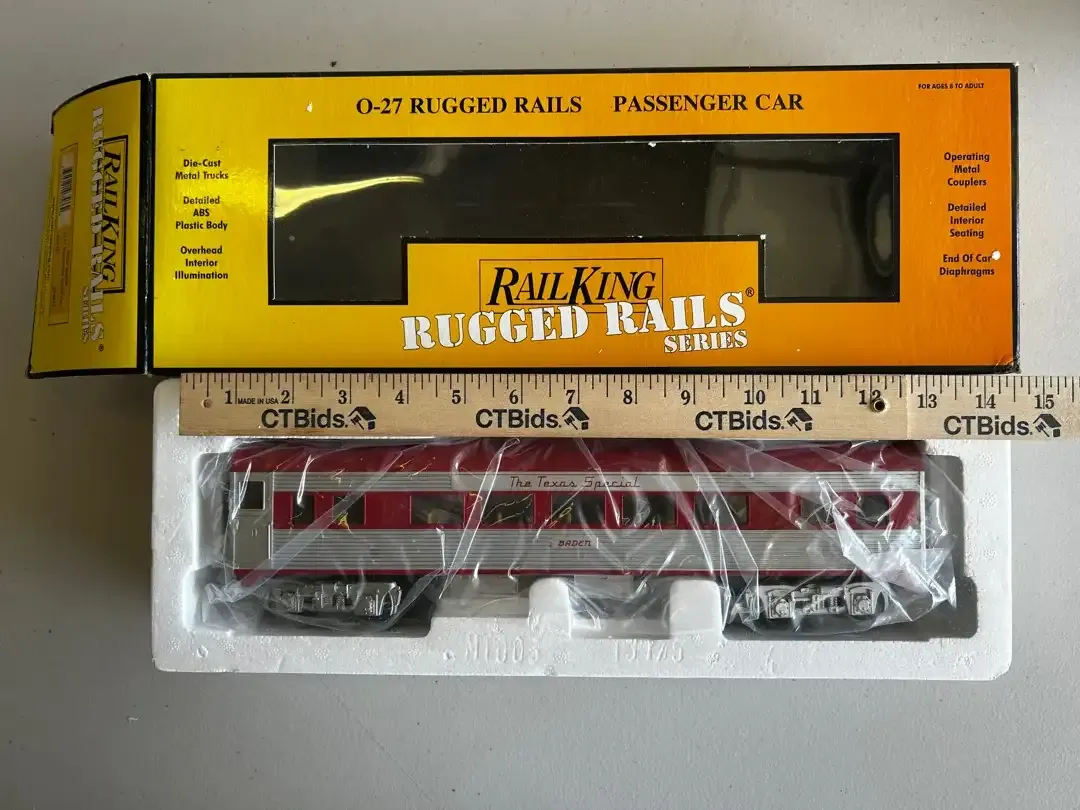 FOR AGES 8 TO ADULT
O-27 RUGGED RAILS PASSENGER CAR
Die-Cast
Metal Trucks
Detailed
ABS
Plastic Body
Overhead
Interior
Illumination
Operating
Metal
Couplers
Detailed
Interior
Seating
End Of Car
Diaphragms
RAILKING
RUGGED RAILS®
SERIES
RAILKING
RUGGED RAILS®
SERIES
1 MADE IN USA 2 3 4 5 6 7 8 9 10 11 12 13 14 15
CTBids. CTBids. CTBids. CTBids.
The Texas Special
BADEN